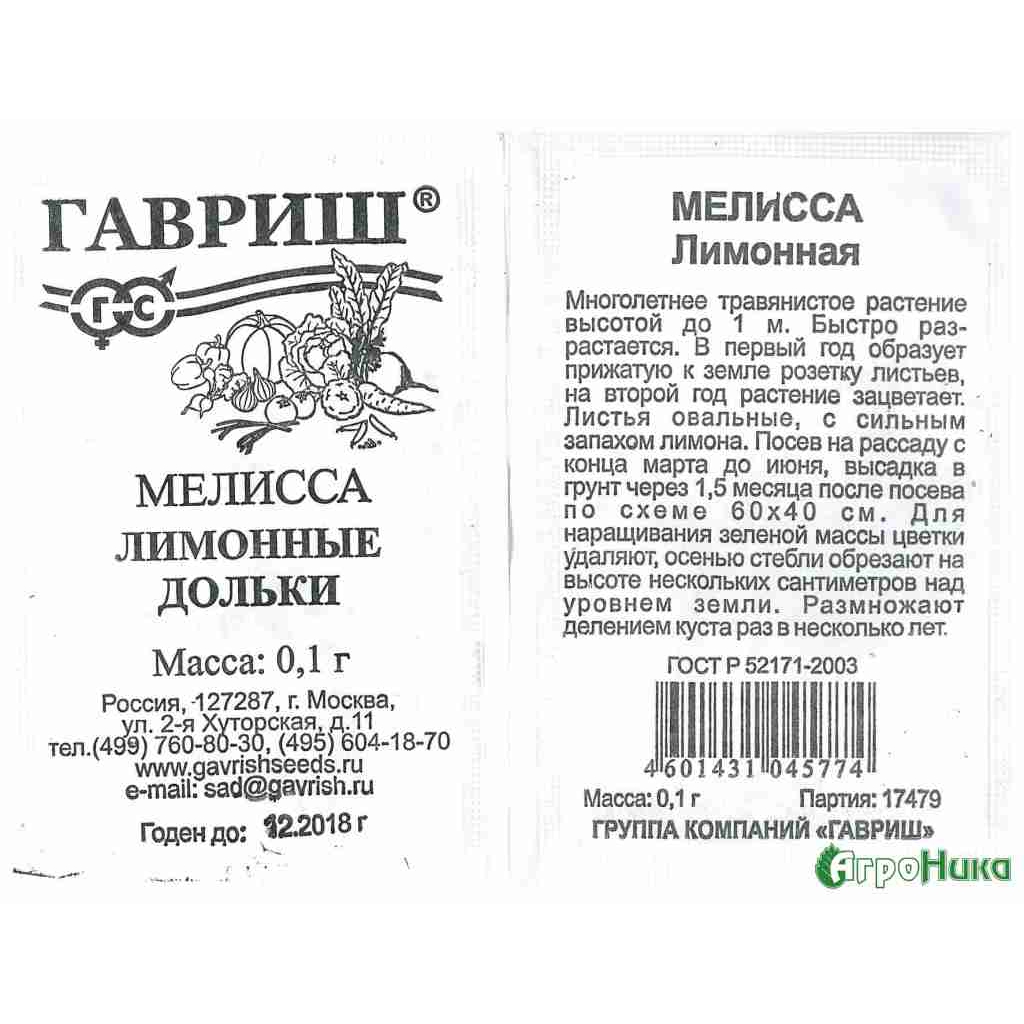 ГАВРИШ®
Г С
МЕЛИССА
ЛИМОННЫЕ
ДОЛЬКИ
Масса: 0,1 г
Россия, 127287, г. Москва,
ул. 2-я Хуторская, д.11
тел.(499) 760-80-30, (495) 604-18-70
www.gavrishseeds.ru
e-mail: sad@gavrish.ru
Годен до: 12.2018 г
МЕЛИССА
Лимонная
Многолетнее травянистое растение
высотой до 1 м. Быстро раз-
растается. В первый год образует
прижатую к земле розетку листьев,
на второй год растение зацветает.
Листья овальные, с сильным
запахом лимона. Посев на рассаду с
конца марта до июня, высадка в
грунт через 1,5 месяца после посева
по схеме 60х40 см. Для
наращивания зеленой массы цветки
удаляют, осенью стебли обрезают на
высоте нескольких сантиметров над
уровнем земли. Размножают
делением куста раз в несколько лет.
ГОСТ Р 52171-2003
4 601431 045774
Масса: 0,1 г Партия: 17479
ГРУППА КОМПАНИЙ «ГАВРИШ»
АгроНика